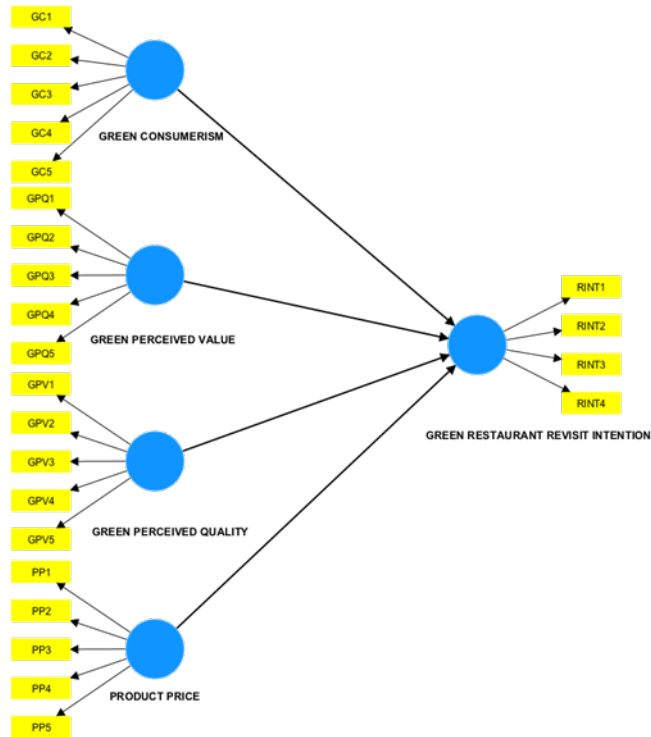 GC1
GC2
GC3
GC4
GREEN CONSUMERISM
GC5
GPQ1
GPQ2
GPQ3
GPQ4
GREEN PERCEIVED VALUE
GPQ5
GPV1
GPV2
GPV3
GPV4
GREEN PERCEIVED QUALITY
GPV5
PP1
PP2
PP3
PP4
PRODUCT PRICE
PP5
RINT1
RINT2
RINT3
RINT4
GREEN RESTAURANT REVISIT INTENTION